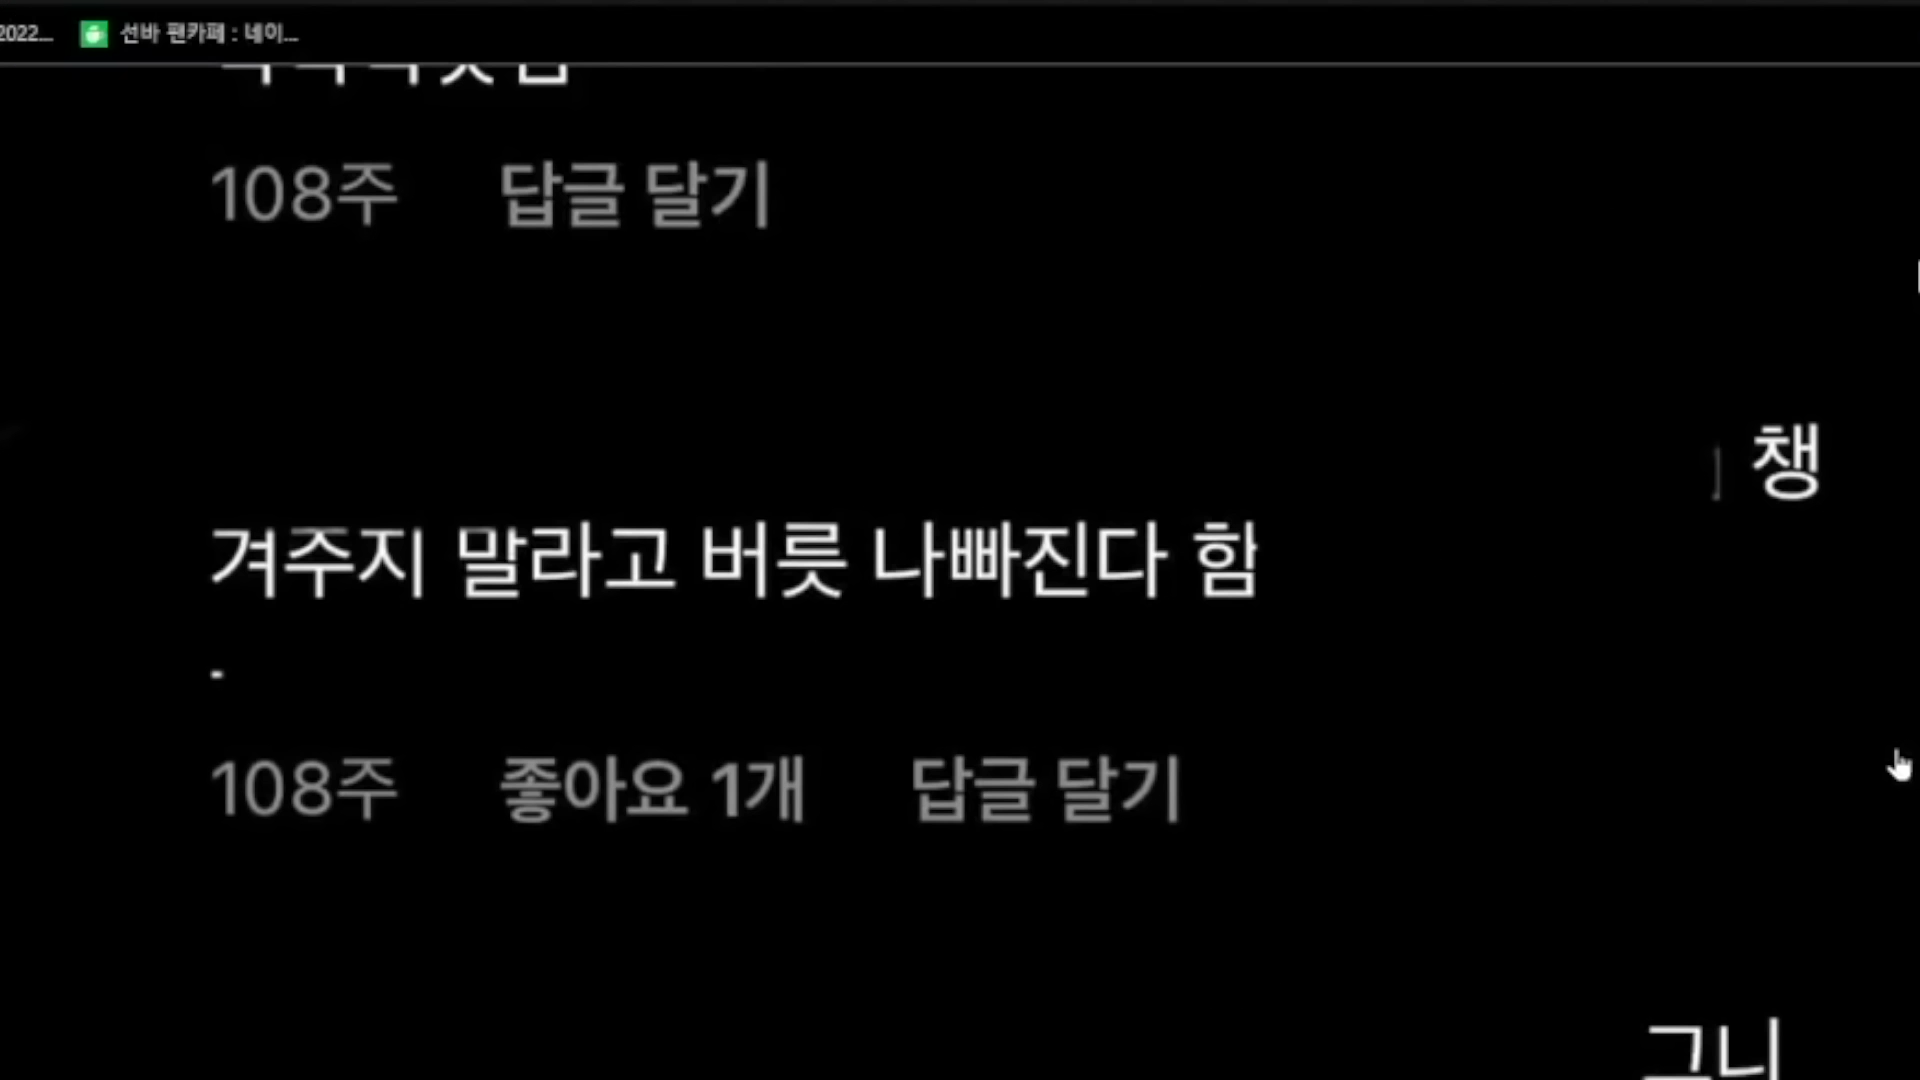 2022...
선바 팬카페 : 네이...
108주 답글 달기
챙
겨주지 말라고 버릇 나빠진다 함
.
108주 좋아요 1개 답글 달기
그니